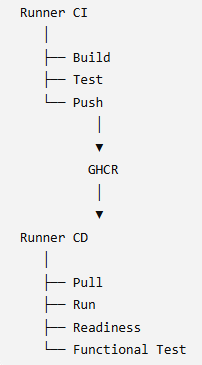 Runner CI
Build
Test
Push
GHCR
Runner CD
Pull
Run
Readiness
Functional Test